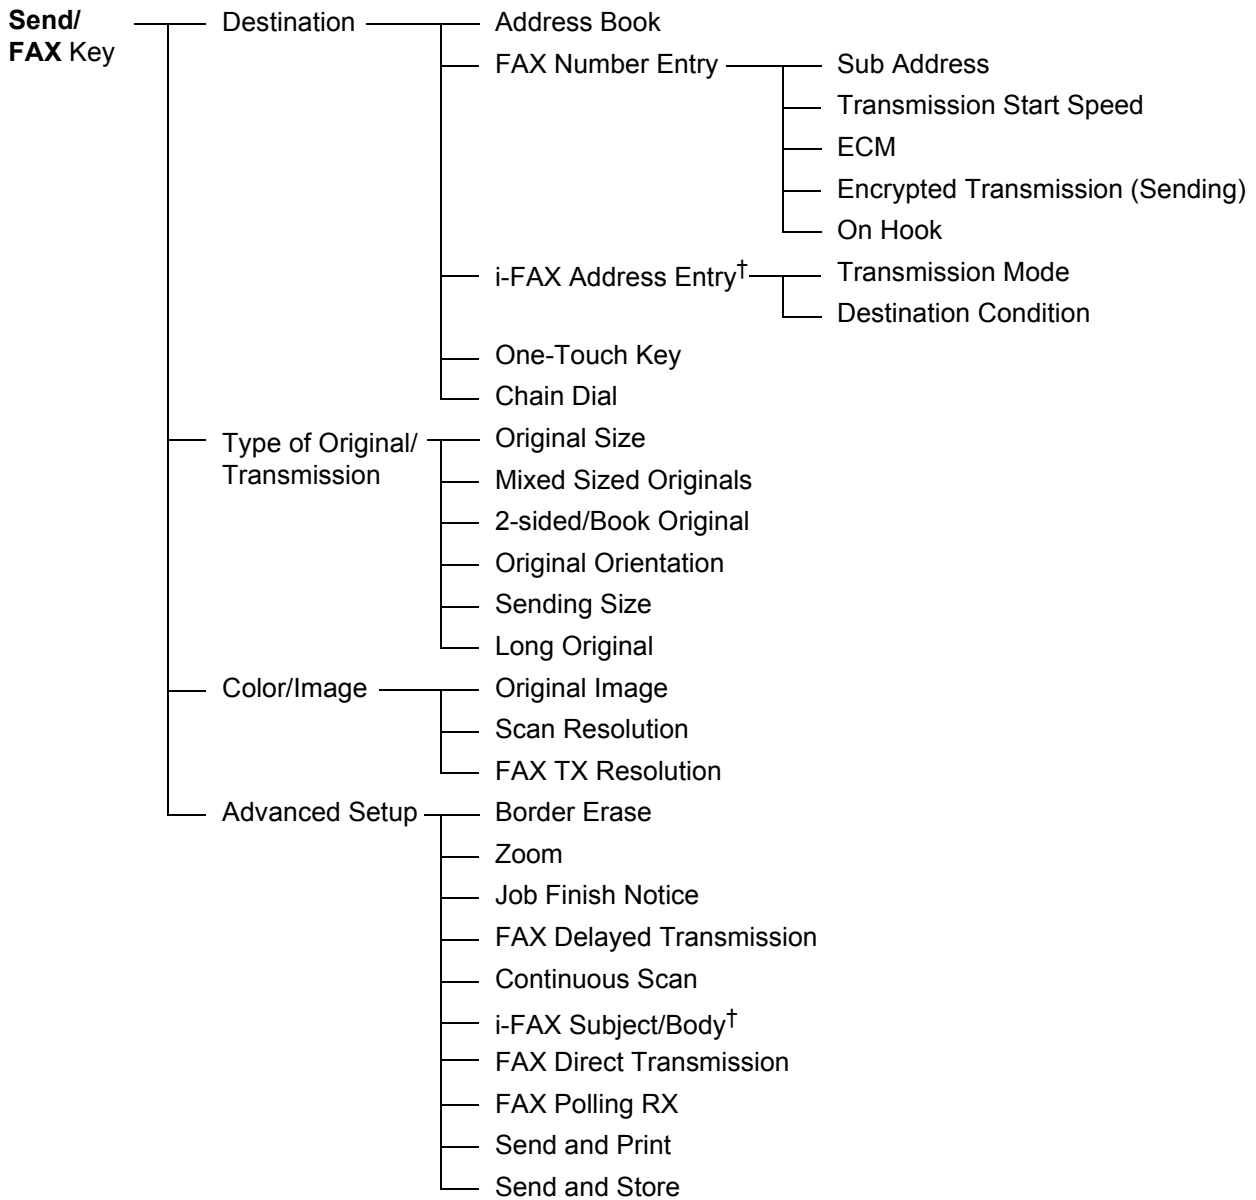 Send/
FAX Key
Destination
Address Book
FAX Number Entry
Sub Address
Transmission Start Speed
ECM
Encrypted Transmission (Sending)
On Hook
i-FAX Address Entry†
Transmission Mode
Destination Condition
One-Touch Key
Chain Dial
Type of Original/
Transmission
Original Size
Mixed Sized Originals
2-sided/Book Original
Original Orientation
Sending Size
Long Original
Color/Image
Original Image
Scan Resolution
FAX TX Resolution
Advanced Setup
Border Erase
Zoom
Job Finish Notice
FAX Delayed Transmission
Continuous Scan
i-FAX Subject/Body†
FAX Direct Transmission
FAX Polling RX
Send and Print
Send and Store